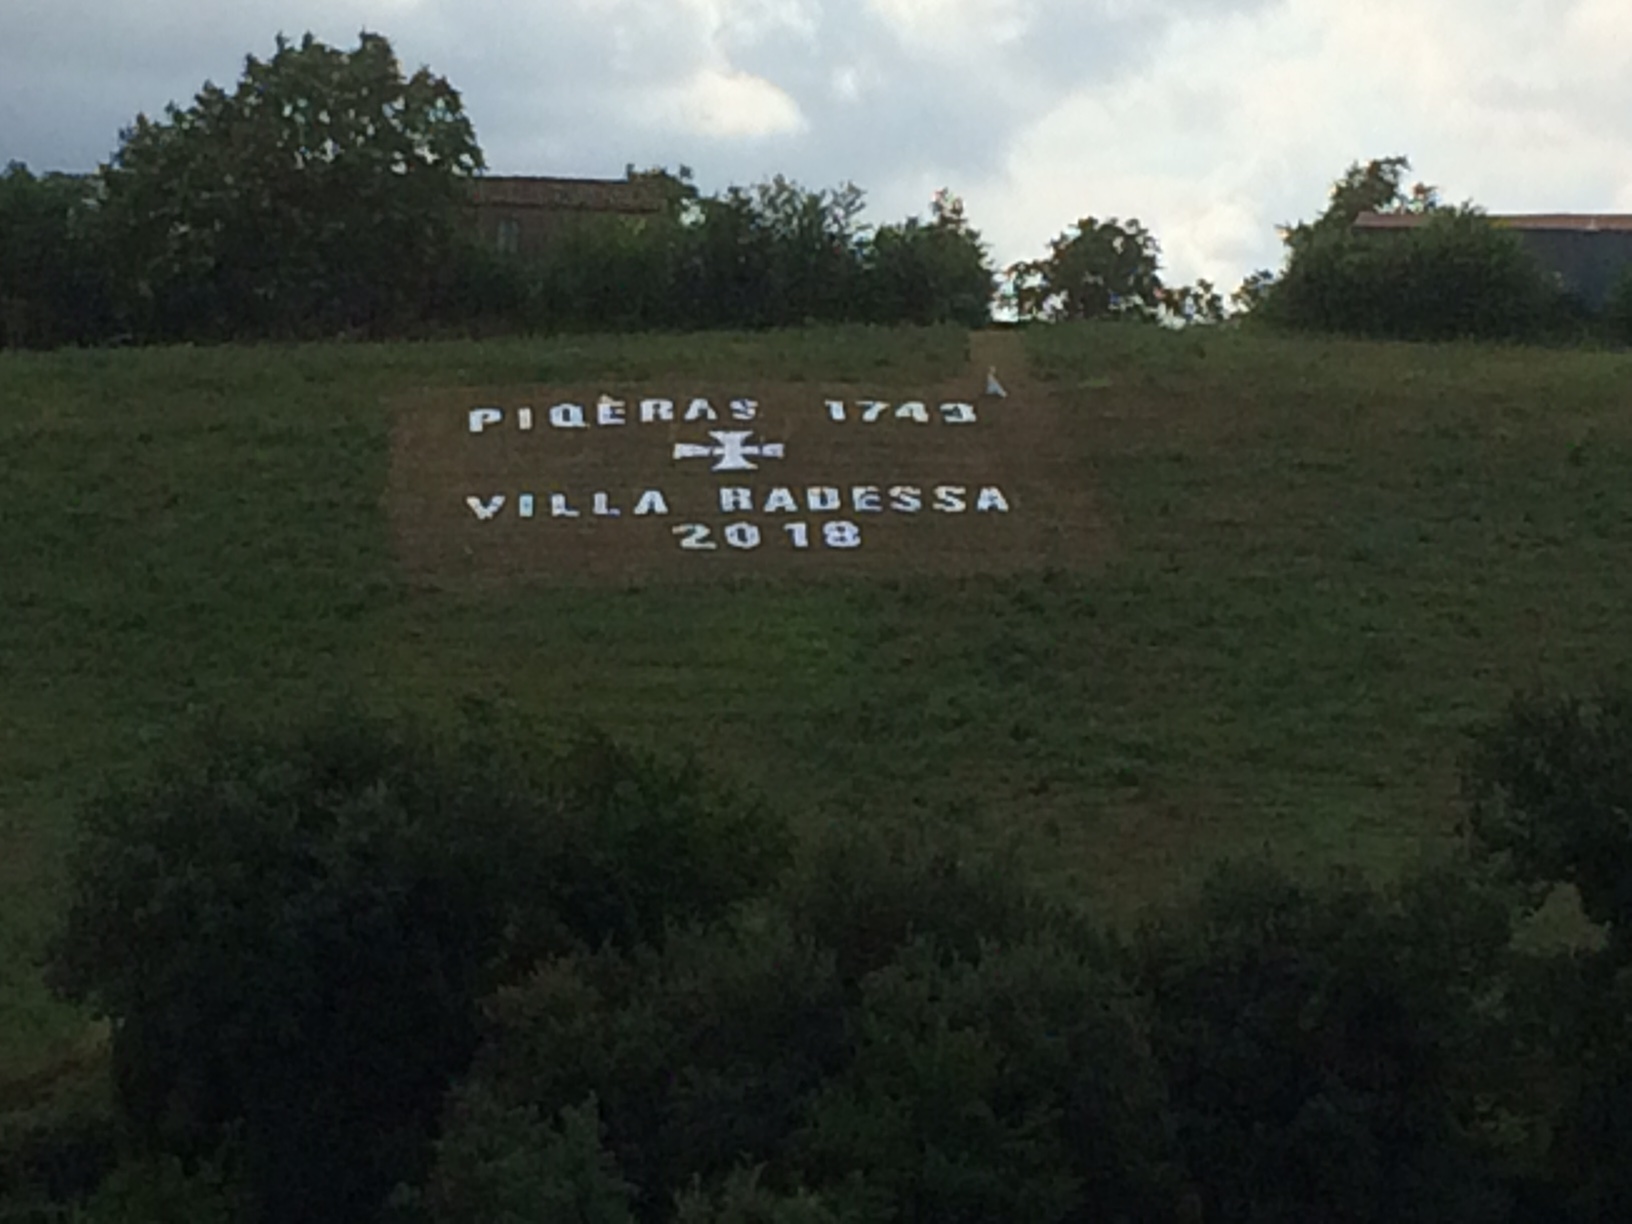 PIQÈRAS 1743
VILLA RADESSA
2018